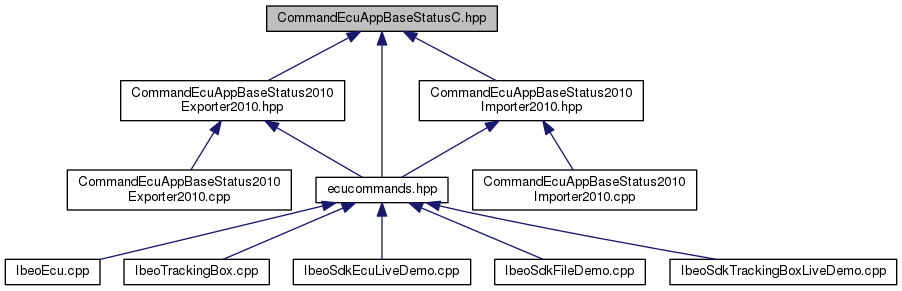 CommandEcuAppBaseStatusC.hpp
CommandEcuAppBaseStatus2010
Exporter2010.hpp
CommandEcuAppBaseStatus2010
Importer2010.hpp
CommandEcuAppBaseStatus2010
Exporter2010.cpp
ecucommands.hpp
CommandEcuAppBaseStatus2010
Importer2010.cpp
IbeoEcu.cpp
IbeoTrackingBox.cpp
IbeoSdkEcuLiveDemo.cpp
IbeoSdkFileDemo.cpp
IbeoSdkTrackingBoxLiveDemo.cpp